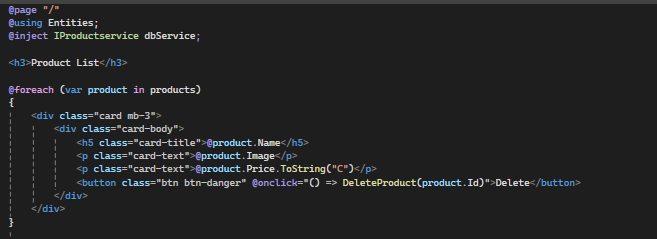 @page "/"
@using Entities;
@inject IProductservice dbService;
<h3>Product List</h3>
@foreach (var product in products)
{
<div class="card mb-3">
<div class="card-body">
<h5 class="card-title">@product.Name</h5>
<p class="card-text">@product.Image</p>
<p class="card-text">@product.Price.ToString("C")</p>
<button class="btn btn-danger" @onclick="() => DeleteProduct(product.Id)">Delete</button>
</div>
</div>
}